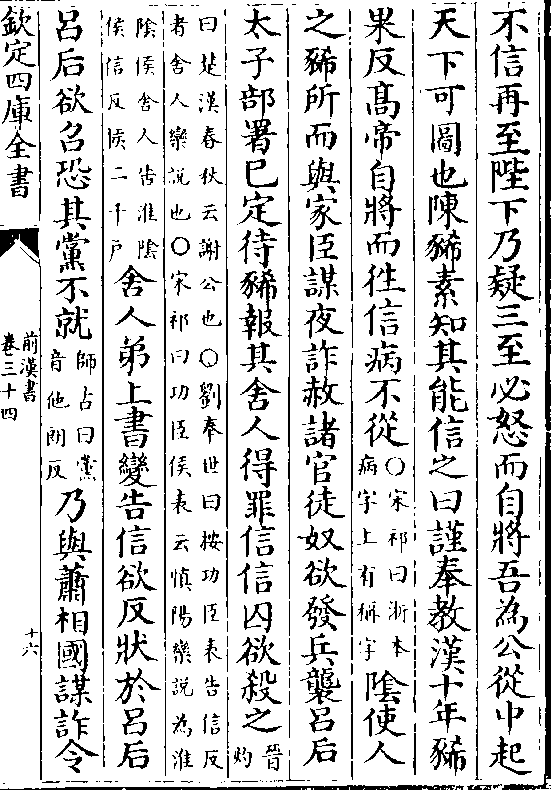 不信再至陛下乃疑三至必怒而自將吾為公從中起
天下可圖也陳豨素知其能信之曰謹奉教漢十年豨
果反髙帝自將而徃信病不從○宋祁曰浙本病字上有稱字陰使人
之豨所而與家臣謀夜詐赦諸官徒奴欲發兵襲吕后
太子部署已定待豨報其舍人得罪信信囚欲殺之晉灼
曰楚漢春秋云謝公也○劉奉世曰按功臣表告信反
者舍人樂説也○宋祁曰功臣侯表云慎陽樂説為淮
陰侯舍人告淮陰侯信反侯二千戸舍人弟上書變告信欲反狀於吕后
吕后欲召恐其黨不就師古曰黨音他朗反乃與蕭相國謀詐令
欽定四庫全書
前漢書
卷三十四
十六